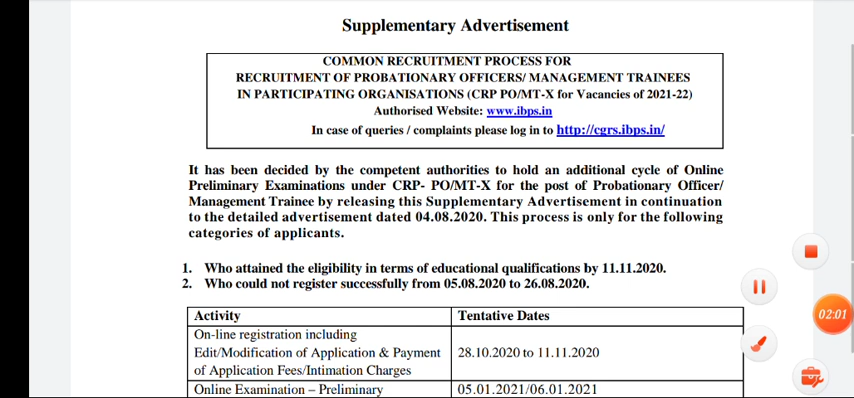 Supplementary Advertisement
COMMON RECRUITMENT PROCESS FOR
RECRUITMENT OF PROBATIONARY OFFICERS/ MANAGEMENT TRAINEES
IN PARTICIPATING ORGANISATIONS (CRP PO/MT-X for Vacancies of 2021-22)
Authorised Website: www.ibps.in
In case of queries / complaints please log in to http://cgrs.ibps.in/
It has been decided by the competent authorities to hold an additional cycle of Online
Preliminary Examinations under CRP- PO/MT-X for the post of Probationary Officer/
Management Trainee by releasing this Supplementary Advertisement in continuation
to the detailed advertisement dated 04.08.2020. This process is only for the following
categories of applicants.
1. Who attained the eligibility in terms of educational qualifications by 11.11.2020.
2. Who could not register successfully from 05.08.2020 to 26.08.2020.
Activity Tentative Dates
On-line registration including
Edit/Modification of Application & Payment 28.10.2020 to 11.11.2020
of Application Fees/Intimation Charges
Online Examination – Preliminary 05.01.2021/06.01.2021
02:01